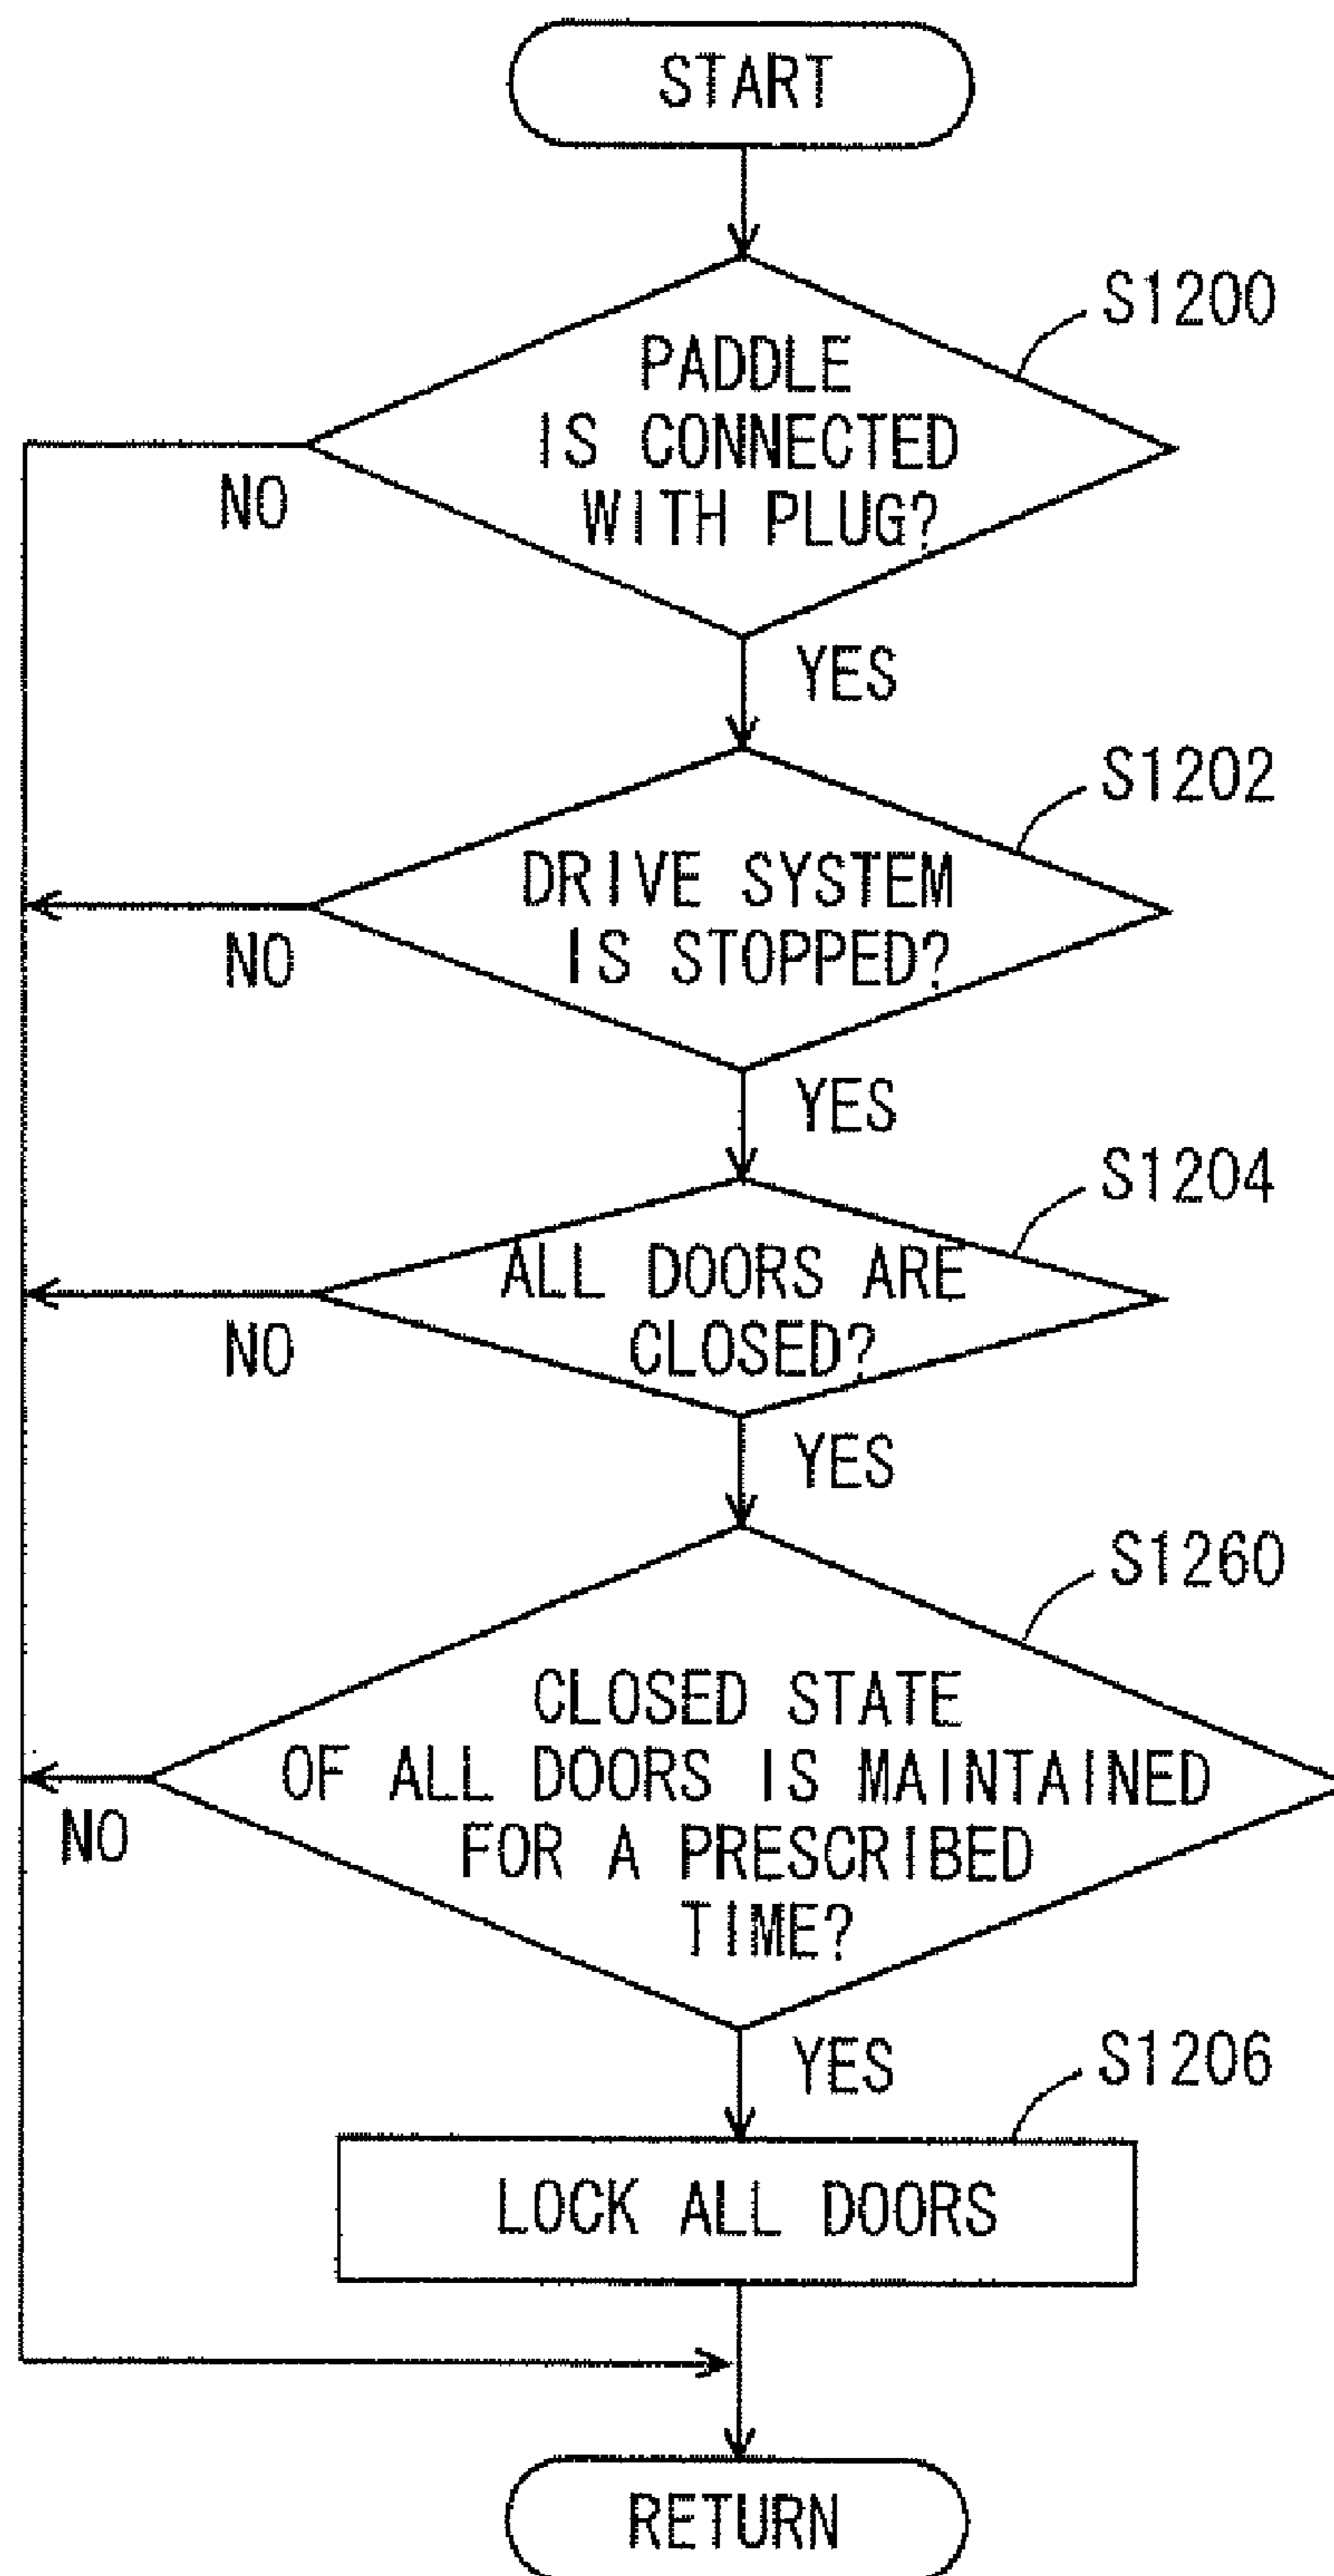 START
S1200
PADDLE
IS CONNECTED
WITH PLUG?
NO
YES
S1202
DRIVE SYSTEM
IS STOPPED?
NO
YES
S1204
ALL DOORS ARE
CLOSED?
NO
YES
S1260
CLOSED STATE
OF ALL DOORS IS MAINTAINED
FOR A PRESCRIBED
TIME?
NO
YES
S1206
LOCK ALL DOORS
RETURN